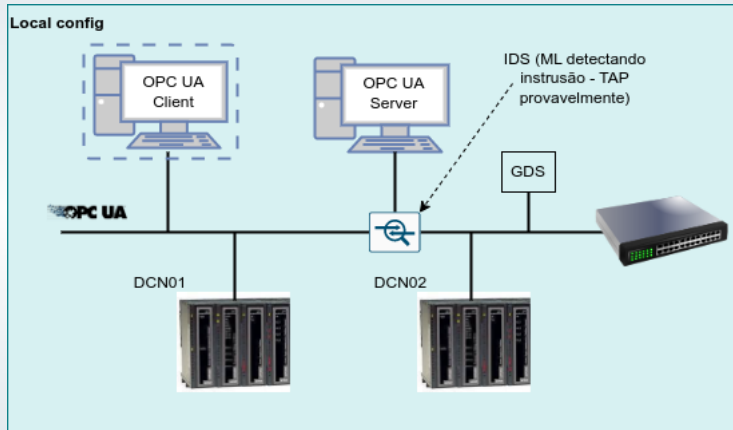 Local config
OPC UA
Client
OPC UA
Server
IDS (ML detectando
instrusão - TAP
provavelmente)
GDS
OPC UA
DCN01
DCN02